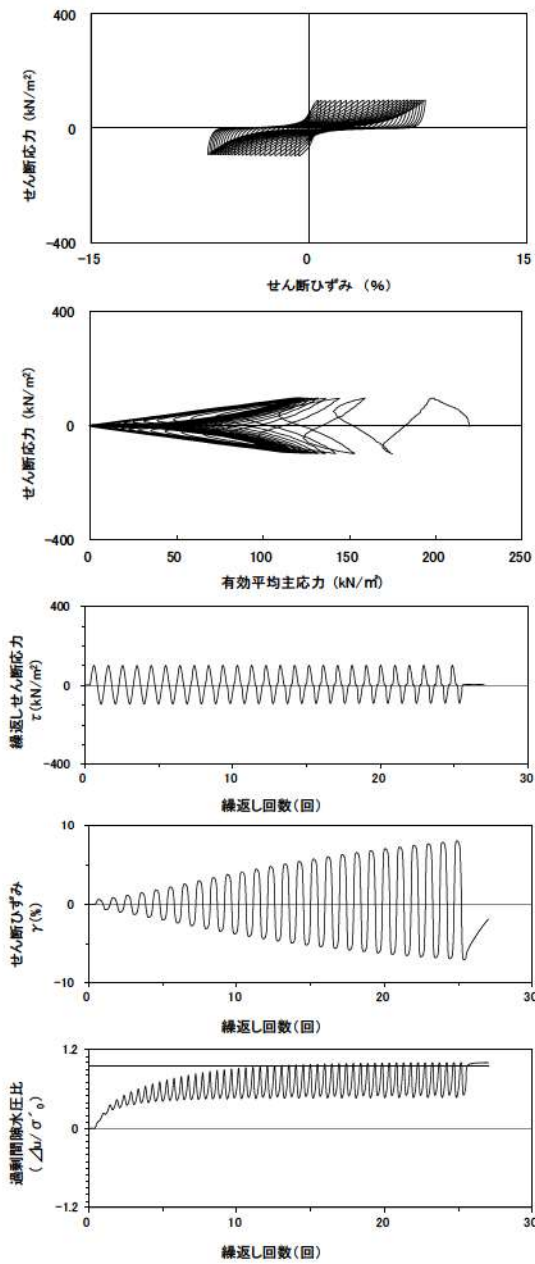 400
せん断応力 (kN/m²)
0
-400
-15
0
15
せん断ひずみ (%)
400
せん断応力 (kN/m²)
0
-400
0
50
100
150
200
250
有効平均主応力 (kN/㎡)
400
繰返しせん断応力
τ(kN/m²)
0
-400
0
10
20
30
繰返し回数(回)
10
せん断ひずみ
γ(%)
0
-10
0
10
20
30
繰返し回数(回)
1.2
過剰間隙水圧比
(⊿u/σ'₀)
0
-1.2
0
10
20
30
繰返し回数(回)